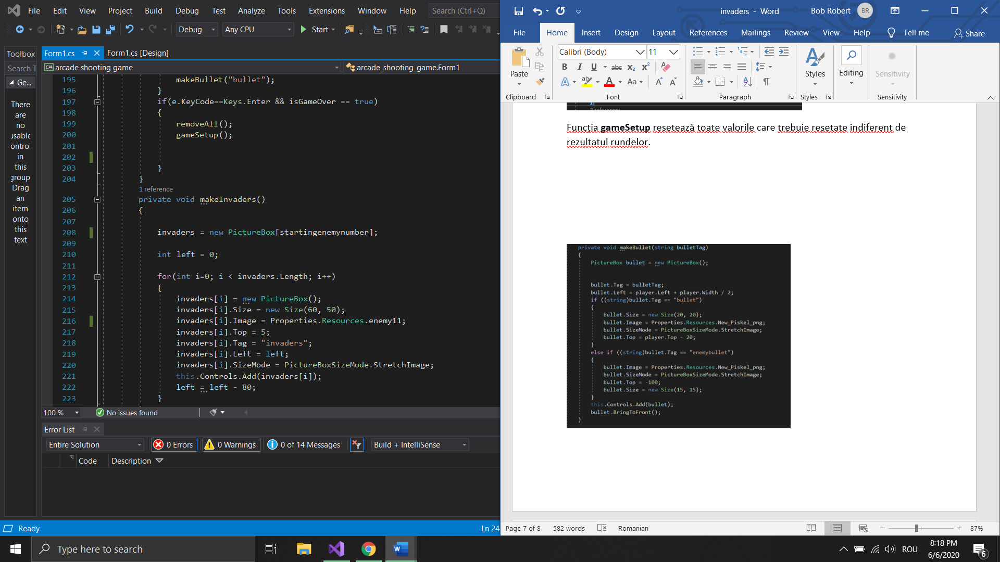 File Edit View Project Build Debug Test Analyze Tools Extensions Window Help Search (Ctrl+Q)
Debug Any CPU Start
Toolbox
Search T
Ge...
There
are
no
usable
ontrol
in
this
group.
Drag
an
item
onto
this
text
Form1.cs Form1.cs [Design]
C# arcade shooting game arcade_shooting_game.Form1
195 makeBullet("bullet");
196 }
197 if(e.KeyCode==Keys.Enter && isGameOver == true)
198 {
199 removeAll();
200 gameSetup();
201
202
203 }
204 }
1 reference
205 private void makeInvaders()
206 {
207
208 invaders = new PictureBox[startingenemynumber];
209
210 int left = 0;
211
212 for(int i=0; i < invaders.Length; i++)
213 {
214 invaders[i] = new PictureBox();
215 invaders[i].Size = new Size(60, 50);
216 invaders[i].Image = Properties.Resources.enemy11;
217 invaders[i].Top = 5;
218 invaders[i].Tag = "invaders";
219 invaders[i].Left = left;
220 invaders[i].SizeMode = PictureBoxSizeMode.StretchImage;
221 this.Controls.Add(invaders[i]);
222 left = left - 80;
223 }
100 % No issues found
Error List
Entire Solution 0 Errors 0 Warnings 0 of 14 Messages Build + IntelliSense
Code Description
Ready Ln 24
invaders - Word Bob Robert BR
File Home Insert Design Layout References Mailings Review View Help Tell me Share
Paste
Calibri (Body) 11
B I U abc X2 X2
A ab A Aa A A
Styles
Editing
Sensitivity
Clipboard Font Paragraph Styles Sensitivity
3 references
Funcția gameSetup resetează toate valorile care trebuie resetate indiferent de
rezultatul rundelor.
private void makeBullet(string bulletTag)
{
PictureBox bullet = new PictureBox();
bullet.Tag = bulletTag;
bullet.Left = player.Left + player.Width / 2;
if ((string)bullet.Tag == "bullet")
{
bullet.Size = new Size(20, 20);
bullet.Image = Properties.Resources.New_Piskel_png;
bullet.SizeMode = PictureBoxSizeMode.StretchImage;
bullet.Top = player.Top - 20;
}
else if ((string)bullet.Tag == "enemybullet")
{
bullet.Image = Properties.Resources.New_Piskel_png;
bullet.SizeMode = PictureBoxSizeMode.StretchImage;
bullet.Top = -100;
bullet.Size = new Size(15, 15);
}
this.Controls.Add(bullet);
bullet.BringToFront();
}
Page 7 of 8 582 words Romanian 87%
Type here to search
W
ROU
8:18 PM
6/6/2020
6